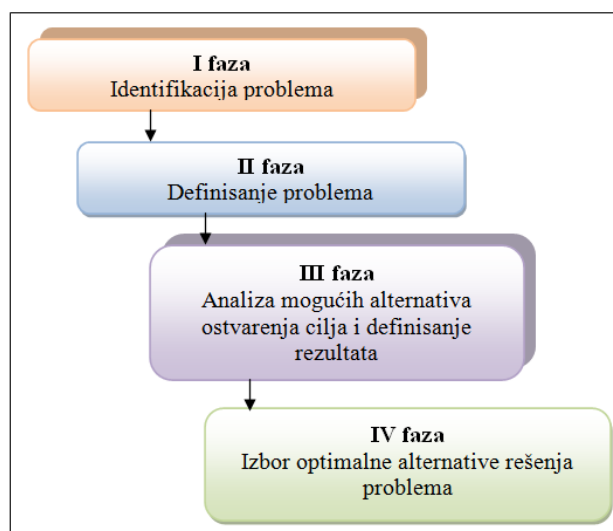 I faza
Identifikacija problema
II faza
Definisanje problema
III faza
Analiza mogućih alternativa
ostvarenja cilja i definisanje
rezultata
IV faza
Izbor optimalne alternative rešenja
problema